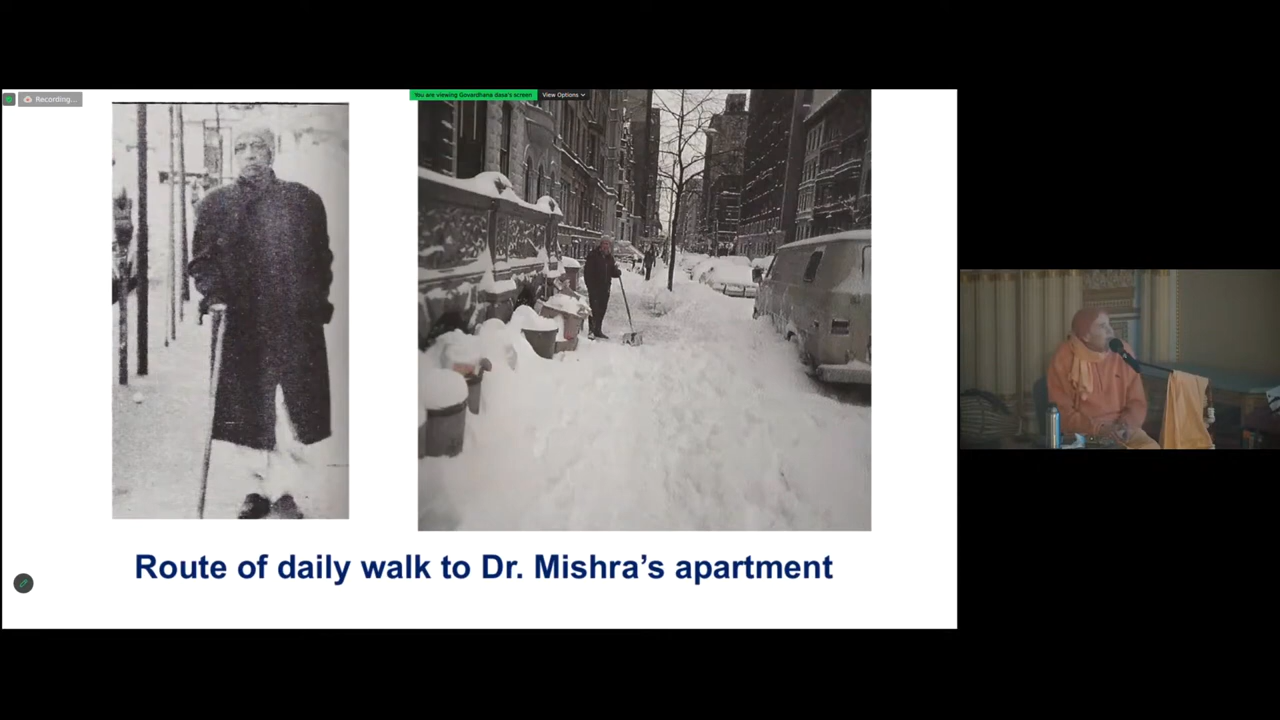 Recording...
You are viewing Govardhana dasa's screen
View Options
Route of daily walk to Dr. Mishra's apartment